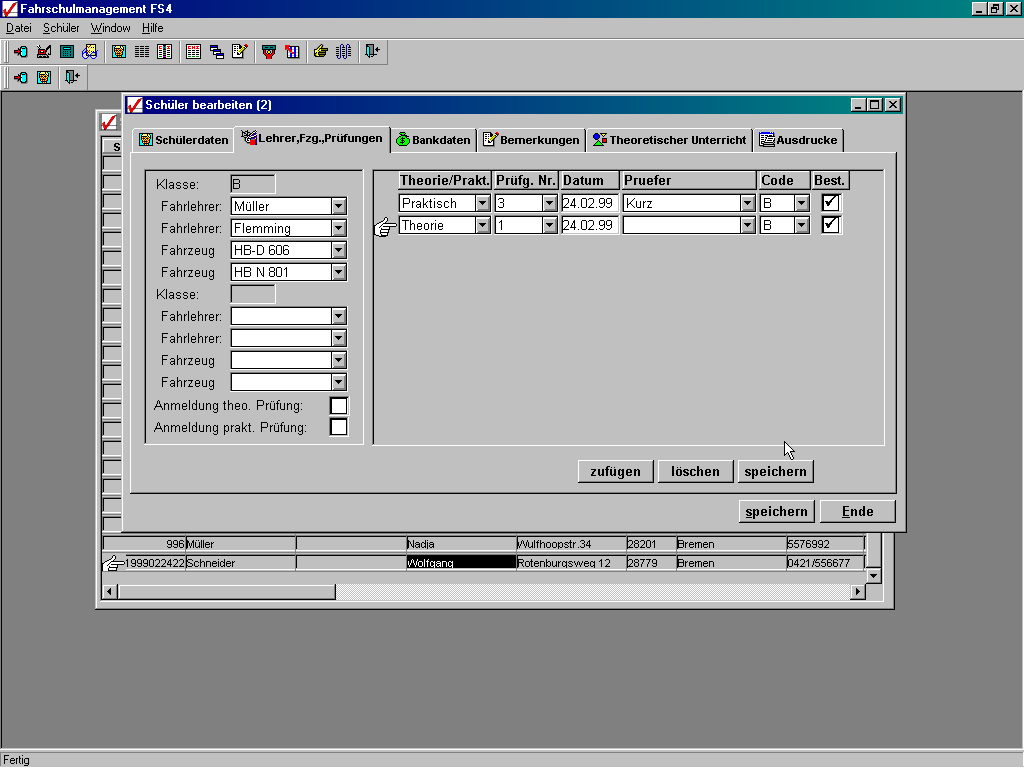 Fahrschulmanagement FS4
Datei Schüler Window Hilfe
Schüler bearbeiten (2)
S
Schülerdaten Lehrer,Fzg.,Prüfungen Bankdaten Bemerkungen Theoretischer Unterricht Ausdrucke
Klasse: B
Fahrlehrer: Müller
Fahrlehrer: Flemming
Fahrzeug HB-D 606
Fahrzeug HB N 801
Klasse:
Fahrlehrer:
Fahrlehrer:
Fahrzeug
Fahrzeug
Anmeldung theo. Prüfung:
Anmeldung prakt. Prüfung:
Theorie/Prakt. Prüfg. Nr. Datum Pruefer Code Best.
Praktisch 3 24.02.99 Kurz B
Theorie 1 24.02.99 B
zufügen löschen speichern
speichern Ende
996 Müller Nadja Wulfhoopstr.34 28201 Bremen 5576992
1999022422 Schneider Wolfgang Rotenburgsweg 12 28779 Bremen 0421/556677
Fertig